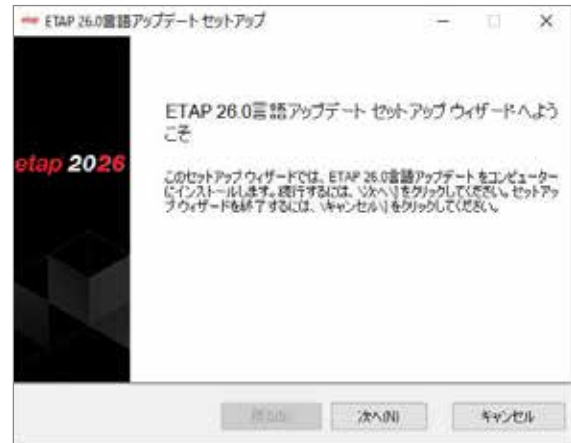 etap ETAP 26.0言語アップデート セットアップ
ETAP 26.0言語アップデート セットアップ ウィザードへよう
こそ
etap 2026
このセットアップ ウィザードでは、ETAP 26.0言語アップデート をコンピューター
にインストールします。続行するには、\次へ\] をクリックしてください。セットアッ
プ ウィザードを終了するには、\キャンセル\] をクリックしてください。
次へ(N)
キャンセル